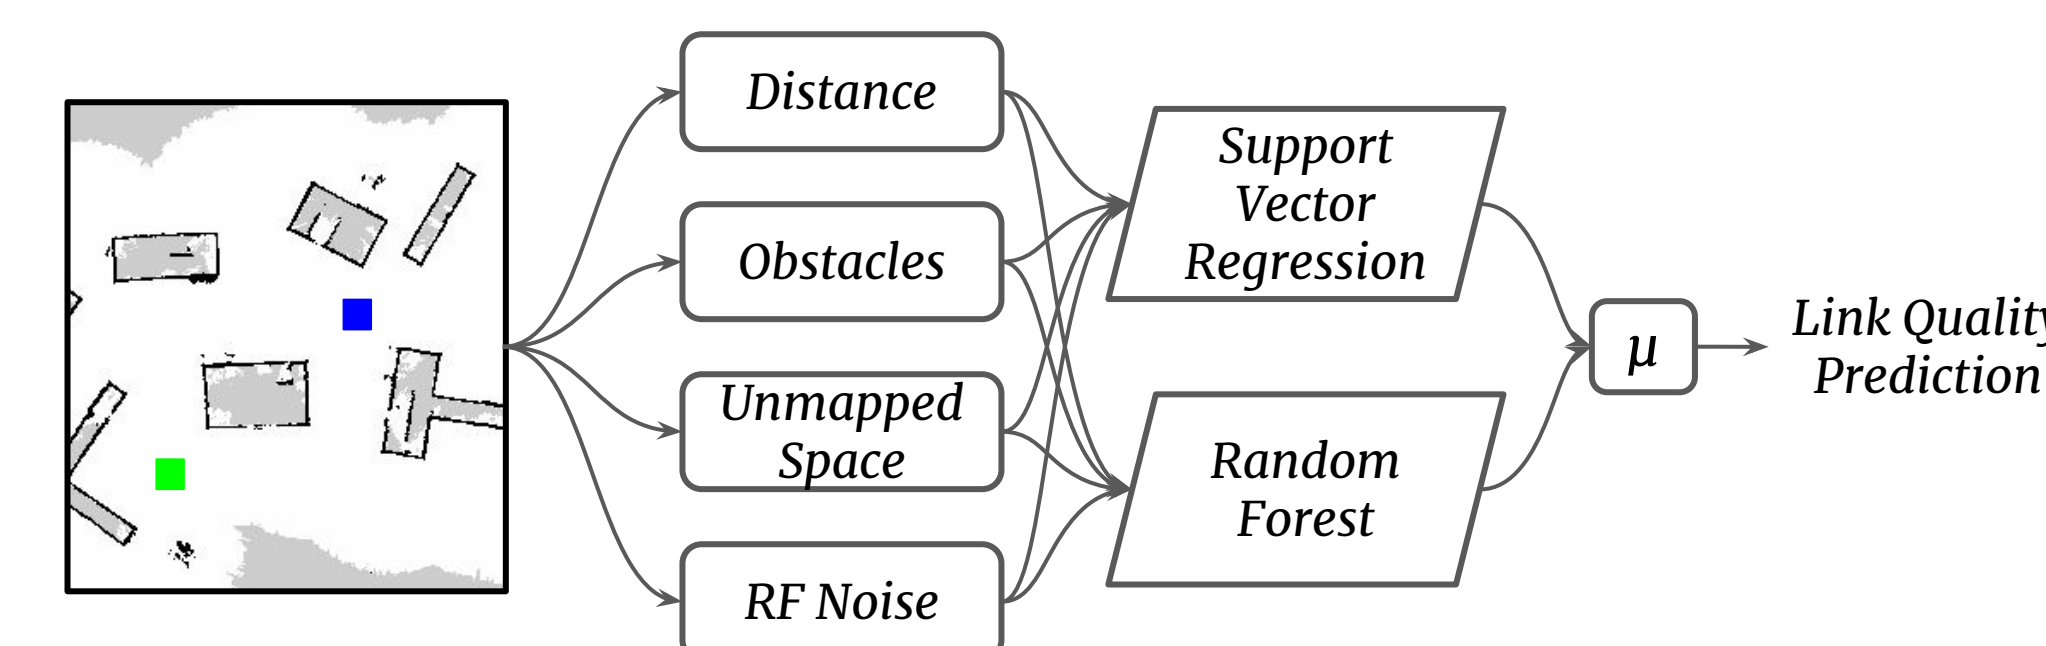 Distance
Obstacles
Unmapped
Space
RF Noise
Support
Vector
Regression
Random
Forest
μ
Link Quality
Prediction